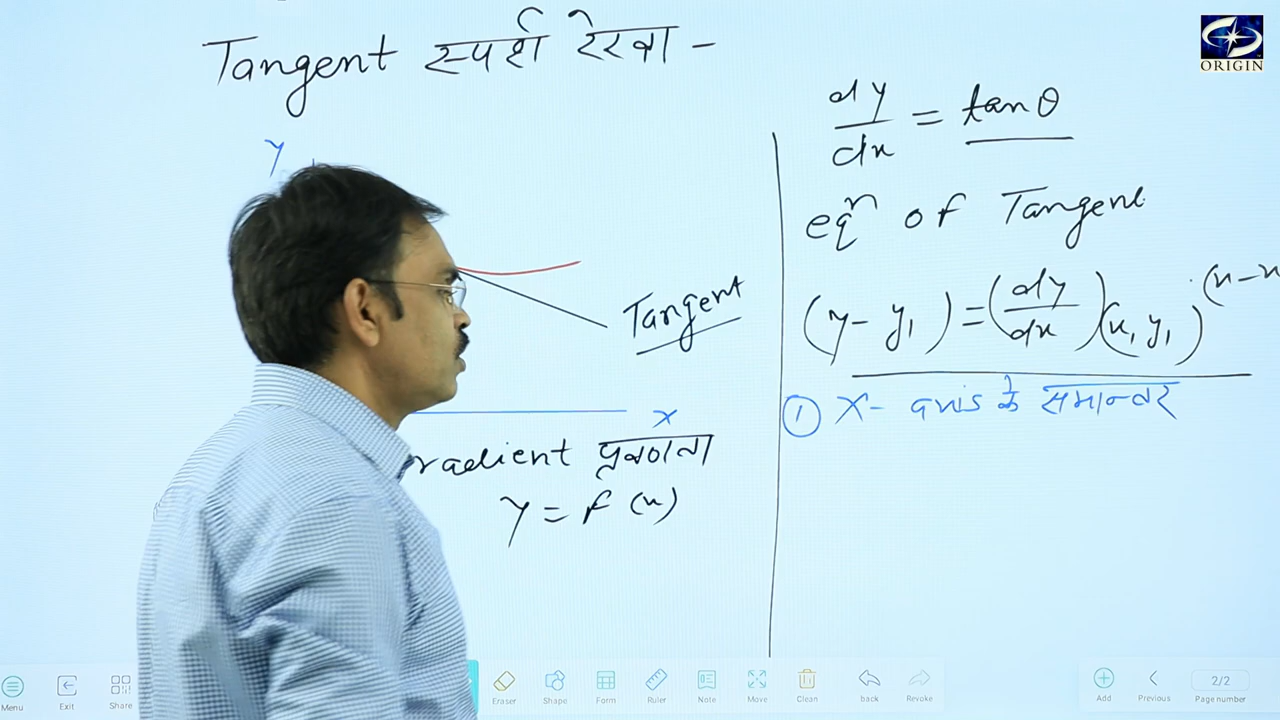 Tangent स्पर्श रेखा -
y
Tangent
x
radient प्रवणता
y = f (x)
dy/dx = tan θ
eqⁿ of Tangent
(y - y₁) = (dy/dx)(x₁ y₁) (x - x
① X- axis के समान्तर
ORIGIN
Menu
Exit
Share
Eraser
Shape
Form
Ruler
Note
Move
Clean
back
Revoke
Add
Previous
2/2
Page number